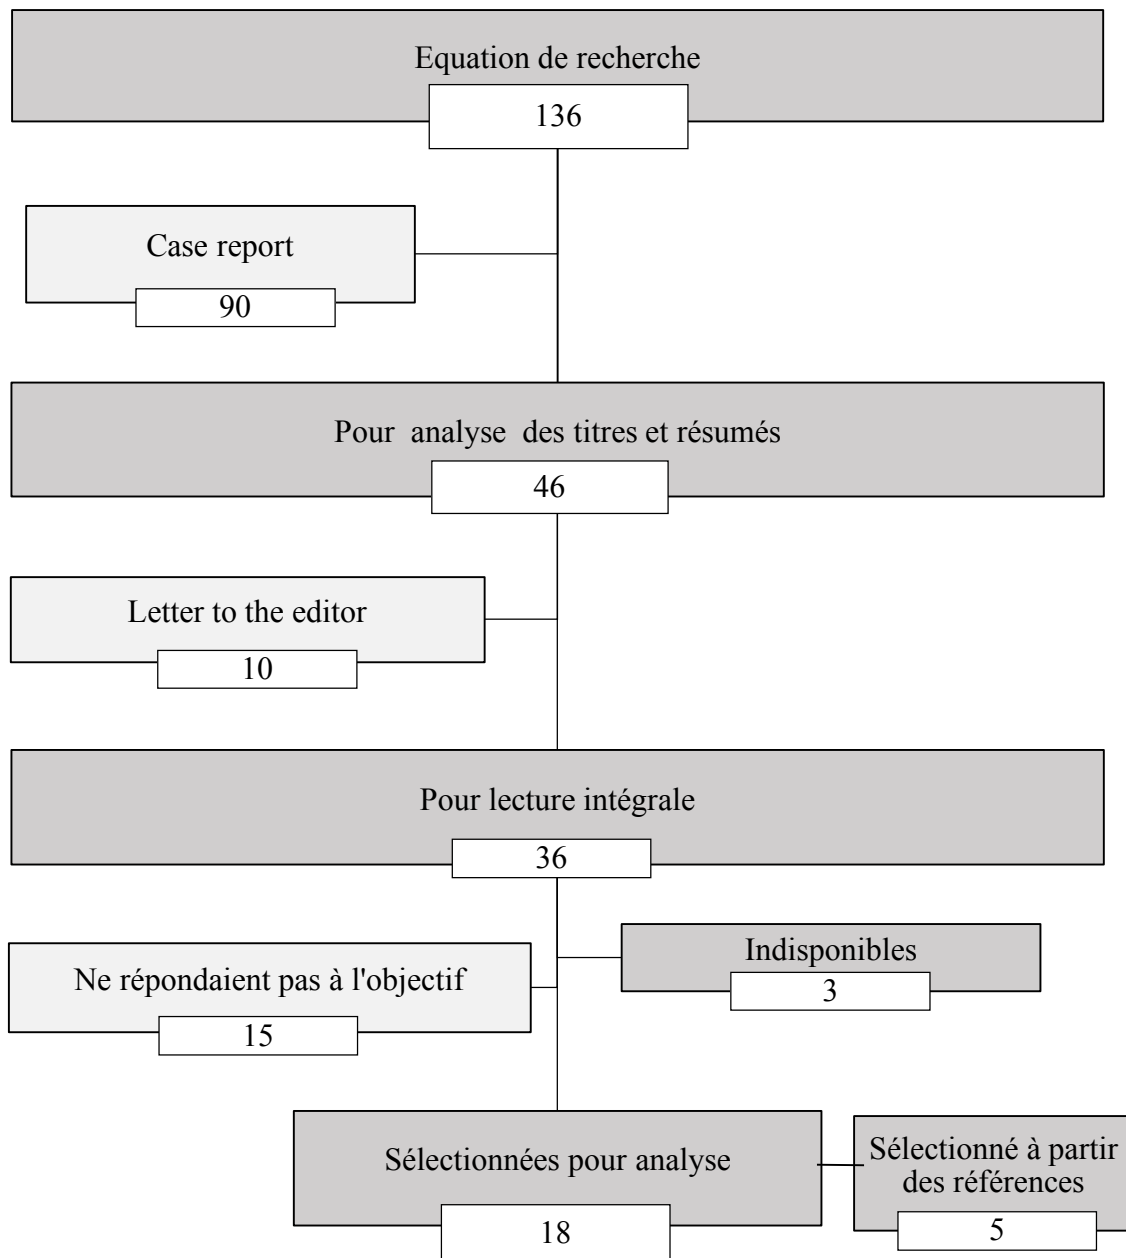 Equation de recherche
136
Case report
90
Pour analyse des titres et résumés
46
Letter to the editor
10
Pour lecture intégrale
36
Ne répondaient pas à l'objectif
15
Indisponibles
3
Sélectionnées pour analyse
18
Sélectionné à partir
des références
5